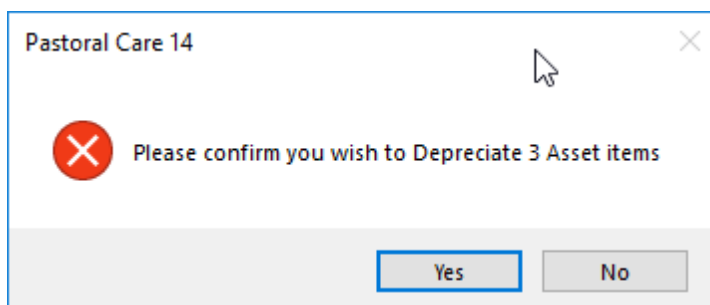 Pastoral Care 14
Please confirm you wish to Depreciate 3 Asset items
Yes
No